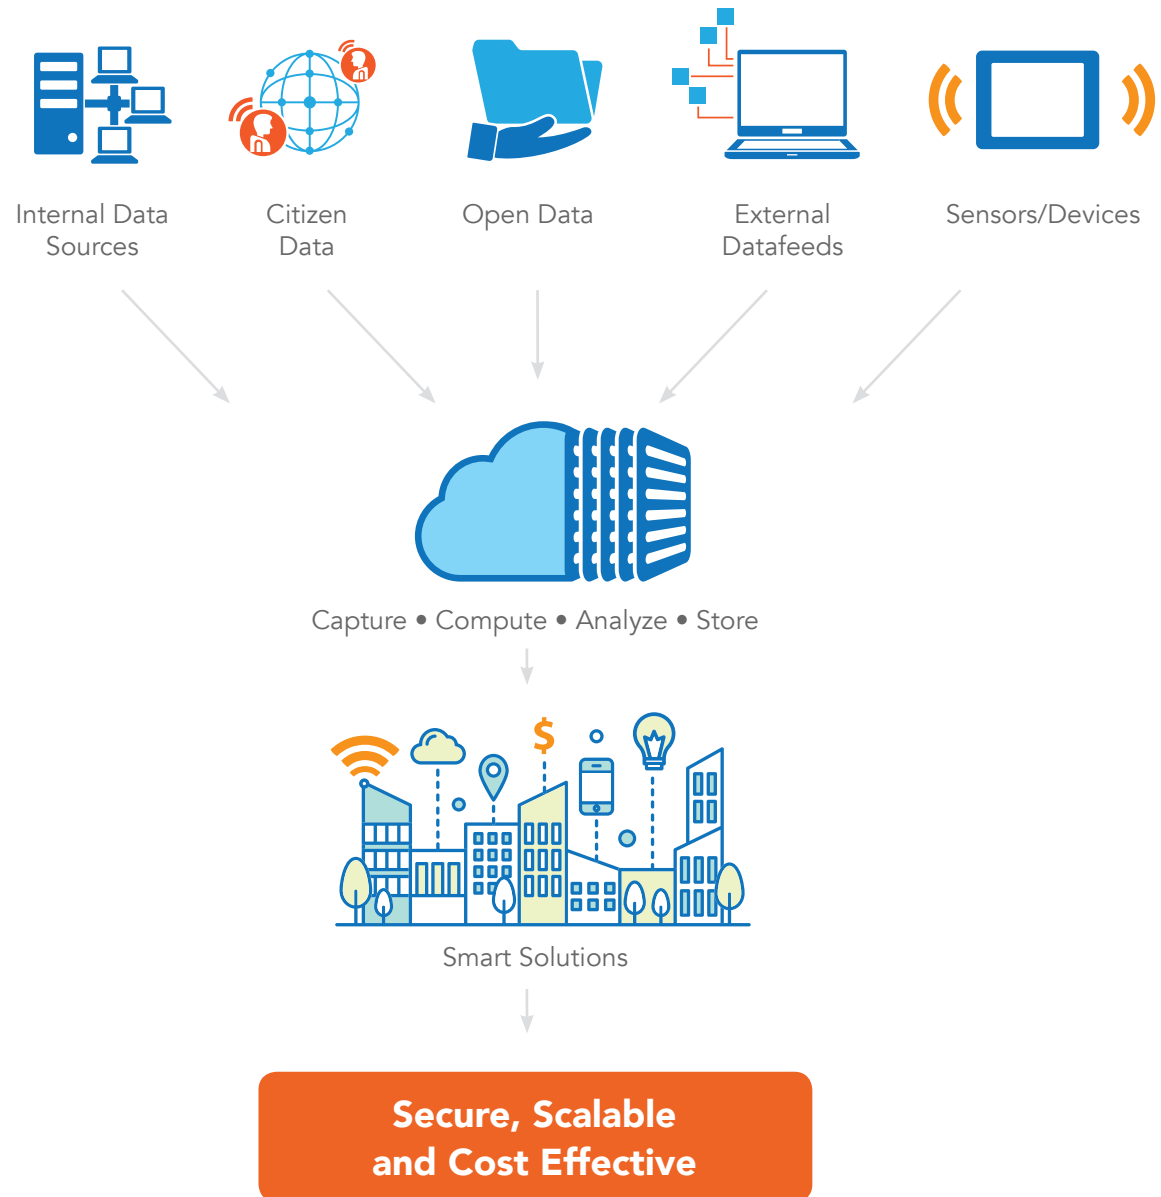 Internal Data
Sources
Citizen
Data
Open Data
External
Datafeeds
Sensors/Devices
Capture • Compute • Analyze • Store
$
Smart Solutions
Secure, Scalable
and Cost Effective